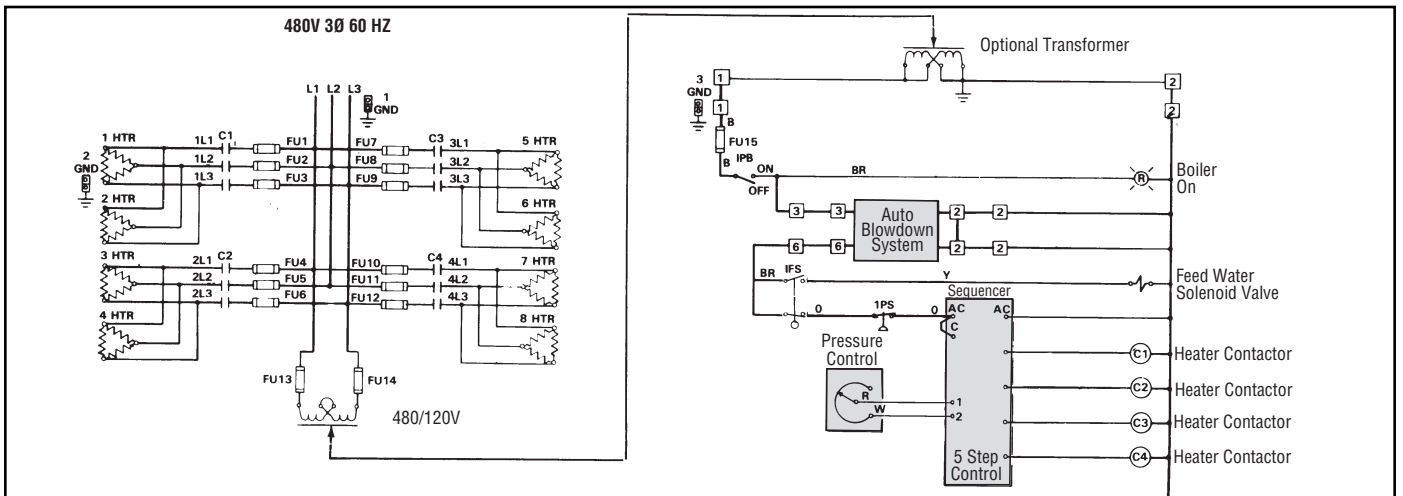 480V 3Ø 60 HZ
Optional Transformer
L1 L2 L3
1
GND
3
GND
1
2
1
2
B
FU15
B
IPB
ON
OFF
BR
R
Boiler
On
1 HTR
2
GND
1L1 C1
FU1
FU7
C3
3L1
5 HTR
1L2
FU2
FU8
3L2
1L3
FU3
FU9
3L3
2 HTR
6 HTR
3 HTR
2L1 C2
FU4
FU10
C4
4L1
7 HTR
2L2
FU5
FU11
4L2
2L3
FU6
FU12
4L3
4 HTR
8 HTR
FU13
FU14
480/120V
3
3
Auto
Blowdown
System
2
2
6
6
2
2
BR
IFS
Y
Feed Water
Solenoid Valve
Sequencer
O
1PS
O
AC
AC
C
Pressure
Control
R
W
1
2
5 Step
Control
C1
Heater Contactor
C2
Heater Contactor
C3
Heater Contactor
C4
Heater Contactor